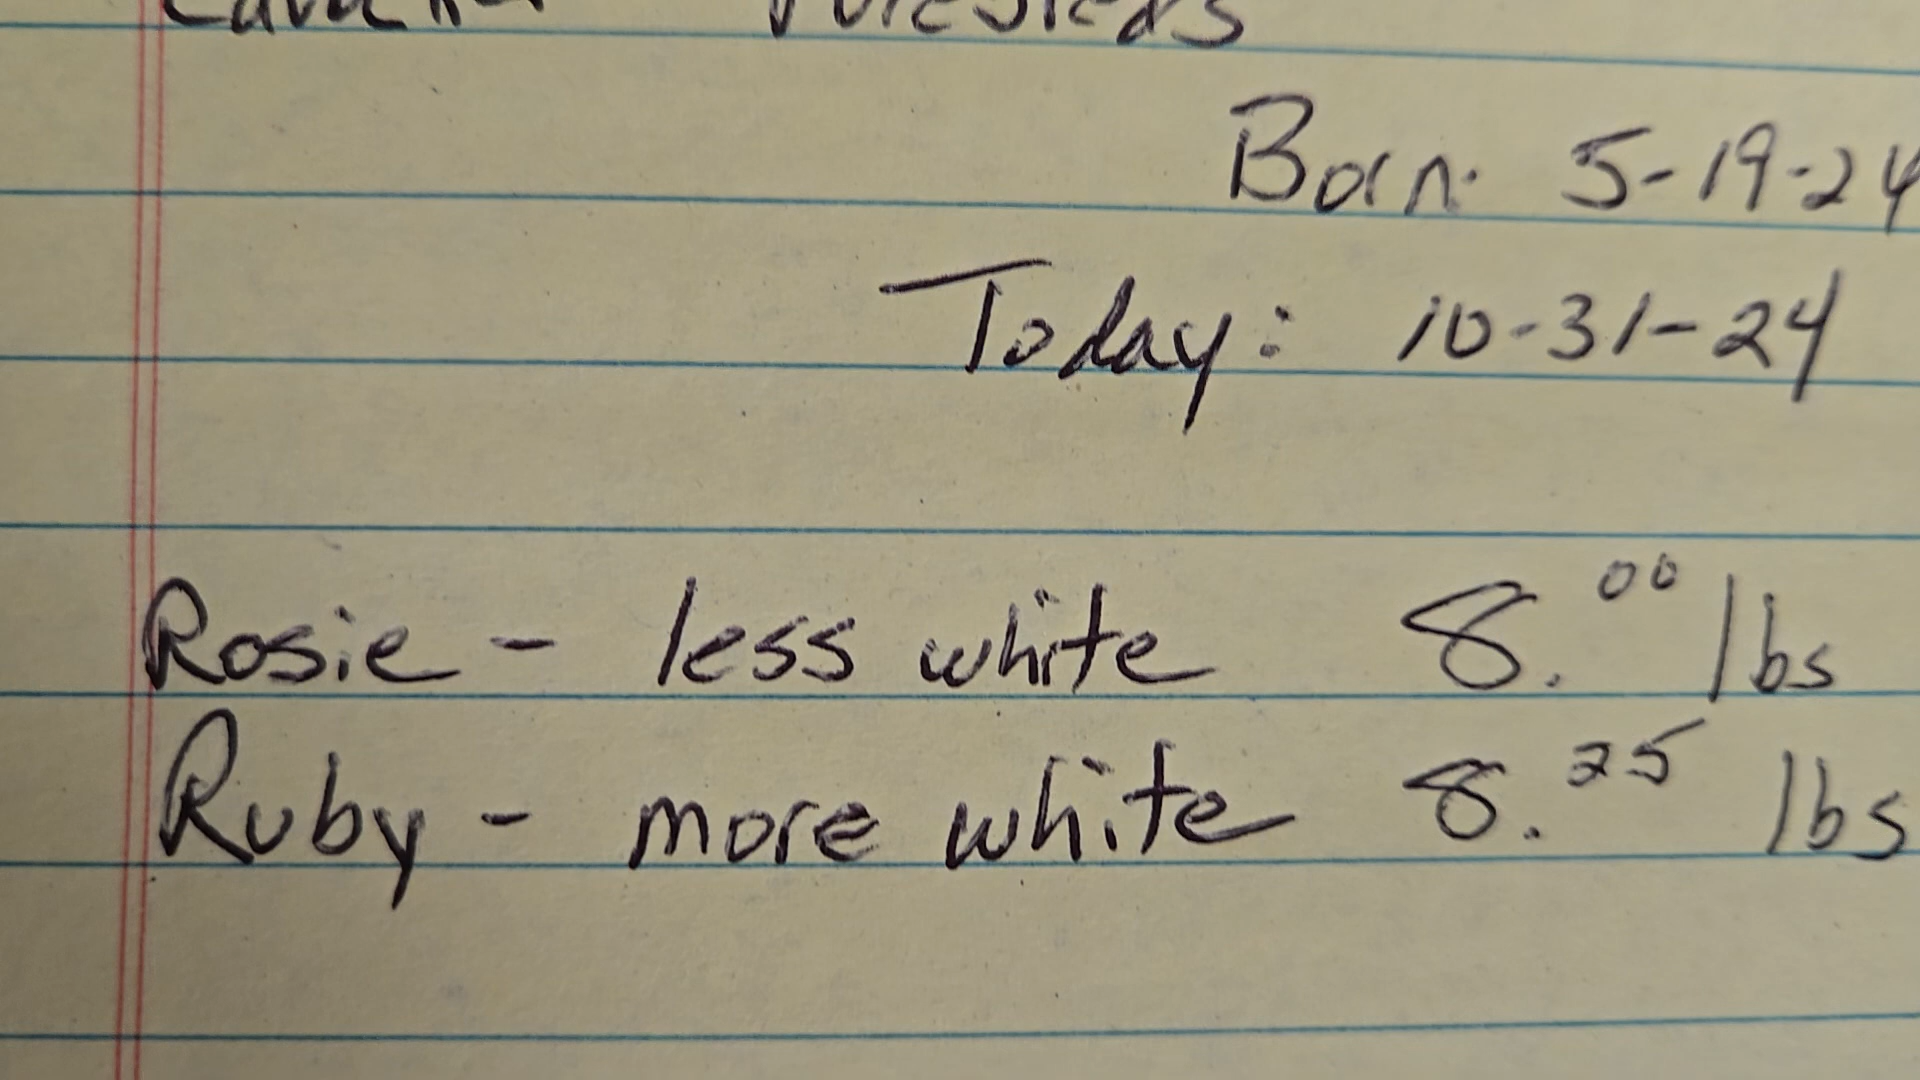 Born: 5-19-24
Today: 10-31-24
Rosie - less white 8.00 lbs
Ruby - more white 8.25 lbs